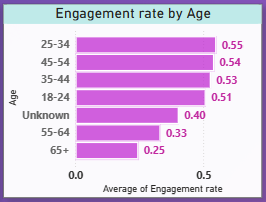 Engagement rate by Age
25-34 0.55
45-54 0.54
35-44 0.53
18-24 0.51
Unknown 0.40
55-64 0.33
65+ 0.25
Age
0.0 0.5
Average of Engagement rate